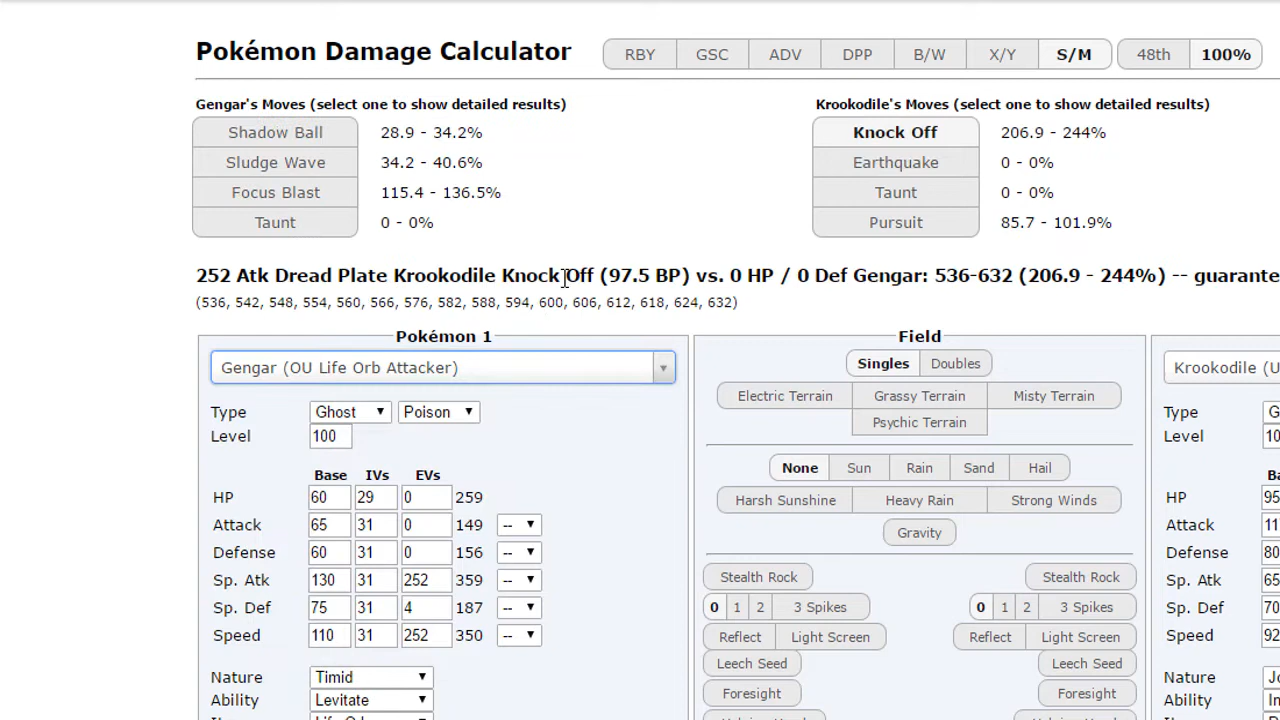 Pokémon Damage Calculator RBY GSC ADV DPP B/W X/Y S/M 48th 100%
Gengar's Moves (select one to show detailed results) Krookodile's Moves (select one to show detailed results)
Shadow Ball 28.9 - 34.2% Knock Off 206.9 - 244%
Sludge Wave 34.2 - 40.6% Earthquake 0 - 0%
Focus Blast 115.4 - 136.5% Taunt 0 - 0%
Taunt 0 - 0% Pursuit 85.7 - 101.9%
252 Atk Dread Plate Krookodile Knock Off (97.5 BP) vs. 0 HP / 0 Def Gengar: 536-632 (206.9 - 244%) -- guarante
(536, 542, 548, 554, 560, 566, 576, 582, 588, 594, 600, 606, 612, 618, 624, 632)
Pokémon 1 Field
Gengar (OU Life Orb Attacker) Singles Doubles Krookodile (U
Electric Terrain Grassy Terrain Misty Terrain
Type Ghost Poison Psychic Terrain Type G
Level 100 Level 10
Base IVs EVs None Sun Rain Sand Hail Ba
HP 60 29 0 259 Harsh Sunshine Heavy Rain Strong Winds HP 95
Attack 65 31 0 149 -- Gravity Attack 11
Defense 60 31 0 156 -- Defense 80
Sp. Atk 130 31 252 359 -- Stealth Rock Stealth Rock Sp. Atk 65
Sp. Def 75 31 4 187 -- 0 1 2 3 Spikes 0 1 2 3 Spikes Sp. Def 70
Speed 110 31 252 350 -- Reflect Light Screen Reflect Light Screen Speed 92
Leech Seed Leech Seed
Nature Timid Nature Jo
Ability Levitate Foresight Foresight Ability In